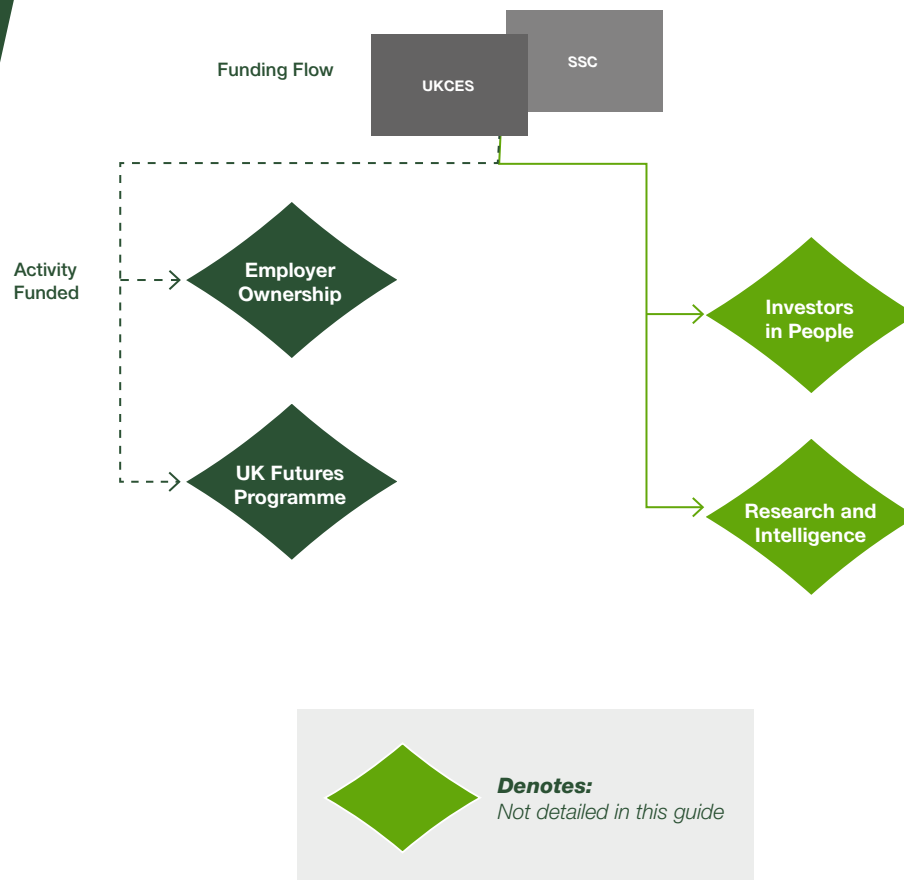 Funding Flow
UKCES
SSC
Activity
Funded
Employer
Ownership
Investors
in People
UK Futures
Programme
Research and
Intelligence
Denotes:
Not detailed in this guide